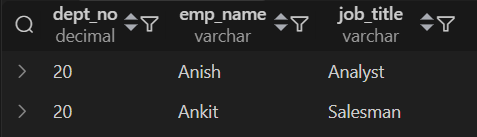 dept_no emp_name job_title
decimal varchar varchar
20 Anish Analyst
20 Ankit Salesman